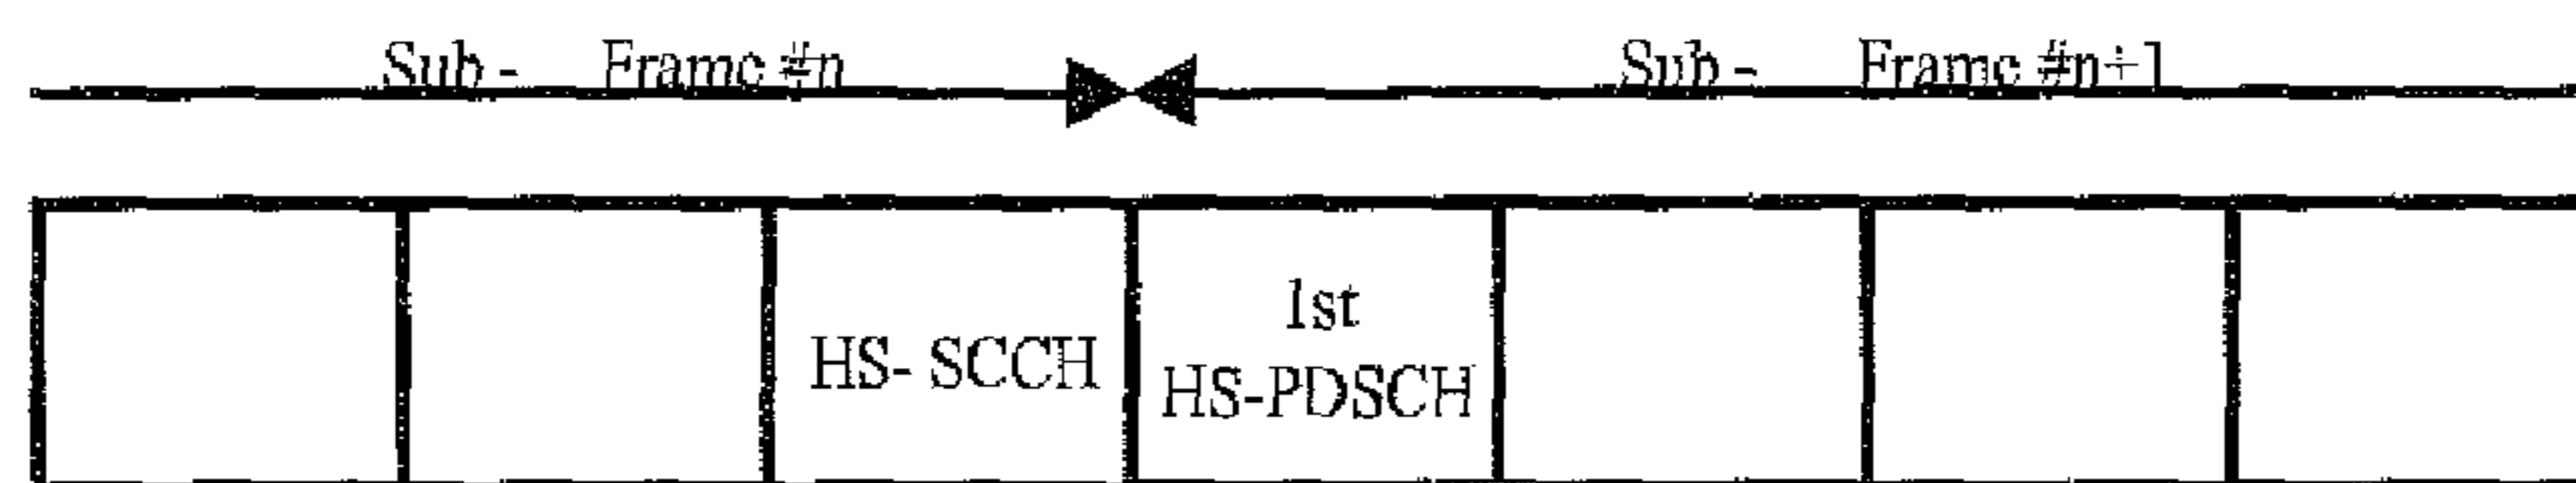 Sub - Frame #n
Sub - Frame #n+1
HS- SCCH
1st
HS-PDSCH